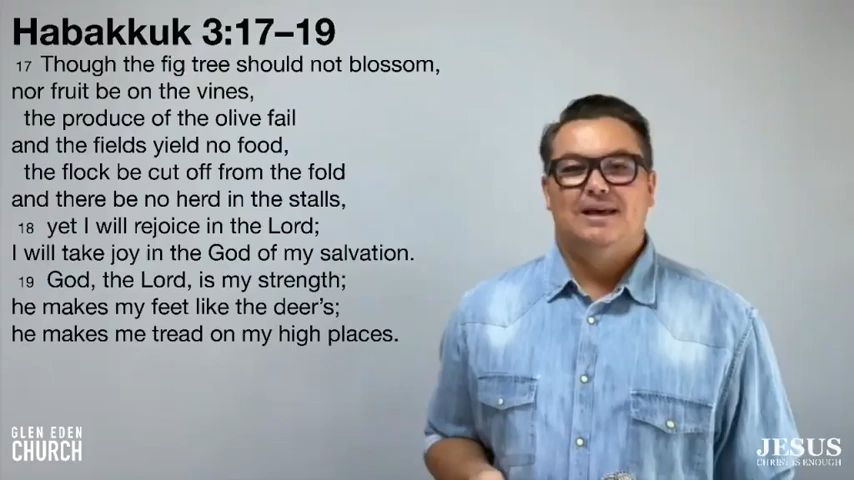 Habakkuk 3:17–19
17 Though the fig tree should not blossom,
nor fruit be on the vines,
the produce of the olive fail
and the fields yield no food,
the flock be cut off from the fold
and there be no herd in the stalls,
18 yet I will rejoice in the Lord;
I will take joy in the God of my salvation.
19 God, the Lord, is my strength;
he makes my feet like the deer’s;
he makes me tread on my high places.
GLEN EDEN
CHURCH
JESUS
CHRIST IS ENOUGH